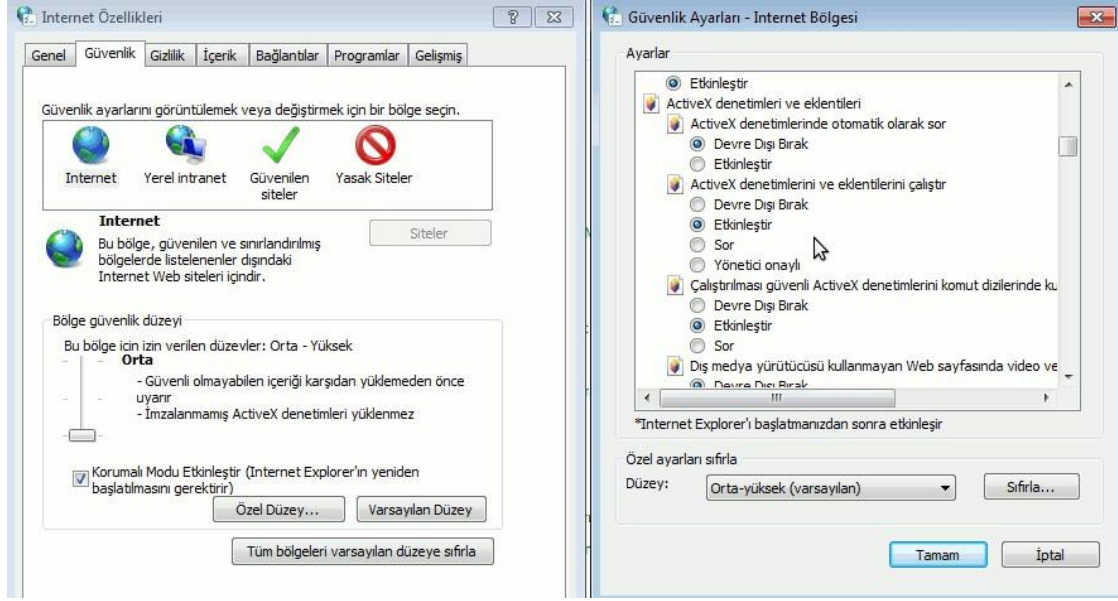 Internet Özellikleri
Genel
Güvenlik
Gizlilik
İçerik
Bağlantılar
Programlar
Gelişmiş
Güvenlik ayarlarını görüntülemek veya değiştirmek için bir bölge seçin.
Internet
Yerel intranet
Güvenilen
siteler
Yasak Siteler
Internet
Bu bölge, güvenilen ve sınırlandırılmış
bölgelerde listelenenler dışındaki
Internet Web siteleri içindir.
Siteler
Bölge güvenlik düzeyi
Bu bölge için izin verilen düzeyler: Orta - Yüksek
Orta
- Güvenli olmayabilen içeriği karşıdan yüklemeden önce
uyarır
- İmzalanmamış ActiveX denetimleri yüklenmez
Korumalı Modu Etkinleştir (Internet Explorer'ın yeniden
başlatılmasını gerektirir)
Özel Düzey...
Varsayılan Düzey
Tüm bölgeleri varsayılan düzeye sıfırla
Güvenlik Ayarları - Internet Bölgesi
Ayarlar
Etkinleştir
ActiveX denetimleri ve eklentileri
ActiveX denetimlerinde otomatik olarak sor
Devre Dışı Bırak
Etkinleştir
ActiveX denetimlerini ve eklentilerini çalıştır
Devre Dışı Bırak
Etkinleştir
Sor
Yönetici onaylı
Çalıştırılması güvenli ActiveX denetimlerini komut dizilerinde ku
Devre Dışı Bırak
Etkinleştir
Sor
Dış medya yürütücüsü kullanmayan Web sayfasında video ve
Devre Dışı Bırak
*Internet Explorer'ı başlatmanızdan sonra etkinleşir
Özel ayarları sıfırla
Düzey:
Orta-yüksek (varsayılan)
Sıfırla...
Tamam
İptal